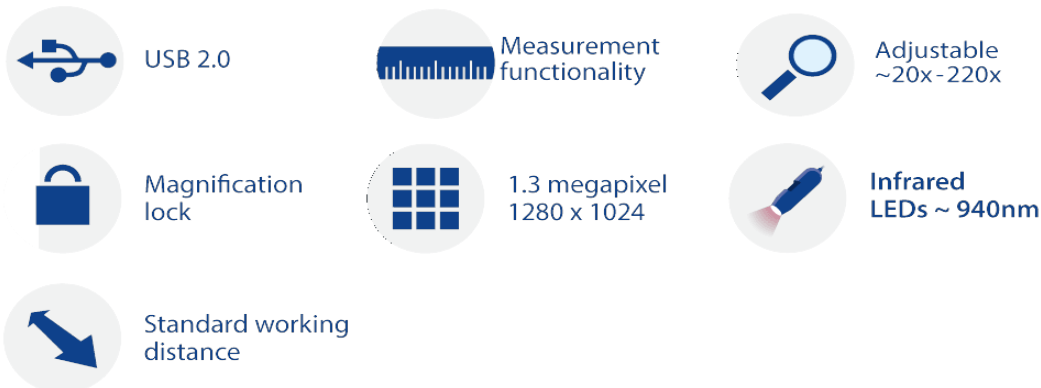 USB 2.0
Measurement
functionality
Adjustable
~20x-220x
Magnification
lock
1.3 megapixel
1280 x 1024
Infrared
LEDs ~ 940nm
Standard working
distance